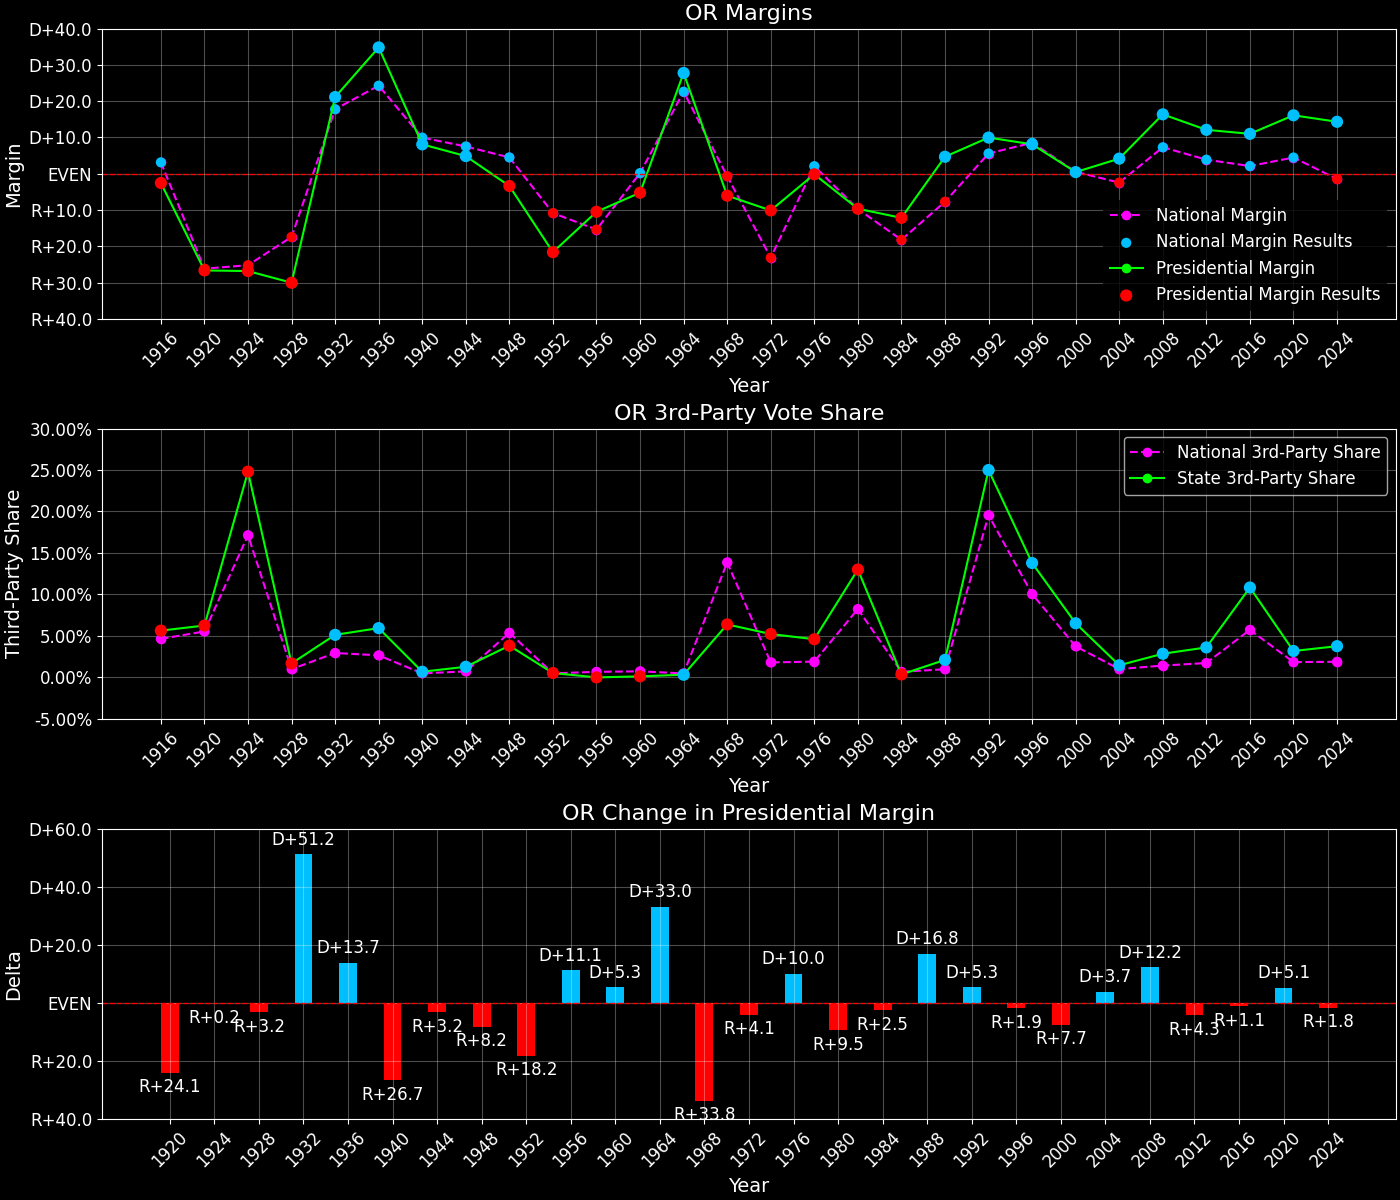 OR Margins
D+40.0
D+30.0
D+20.0
D+10.0
EVEN
R+10.0
R+20.0
R+30.0
R+40.0
Margin
National Margin
National Margin Results
Presidential Margin
Presidential Margin Results
1916 1920 1924 1928 1932 1936 1940 1944 1948 1952 1956 1960 1964 1968 1972 1976 1980 1984 1988 1992 1996 2000 2004 2008 2012 2016 2020 2024
Year
OR 3rd-Party Vote Share
30.00%
25.00%
20.00%
15.00%
10.00%
5.00%
0.00%
-5.00%
Third-Party Share
National 3rd-Party Share
State 3rd-Party Share
1916 1920 1924 1928 1932 1936 1940 1944 1948 1952 1956 1960 1964 1968 1972 1976 1980 1984 1988 1992 1996 2000 2004 2008 2012 2016 2020 2024
Year
OR Change in Presidential Margin
D+60.0
D+40.0
D+20.0
EVEN
R+20.0
R+40.0
Delta
R+24.1
R+0.2
R+3.2
D+51.2
D+13.7
R+26.7
R+3.2
R+8.2
R+18.2
D+11.1
D+5.3
D+33.0
R+33.8
R+4.1
D+10.0
R+9.5
R+2.5
D+16.8
D+5.3
R+1.9
R+7.7
D+3.7
D+12.2
R+4.3
R+1.1
D+5.1
R+1.8
1920 1924 1928 1932 1936 1940 1944 1948 1952 1956 1960 1964 1968 1972 1976 1980 1984 1988 1992 1996 2000 2004 2008 2012 2016 2020 2024
Year